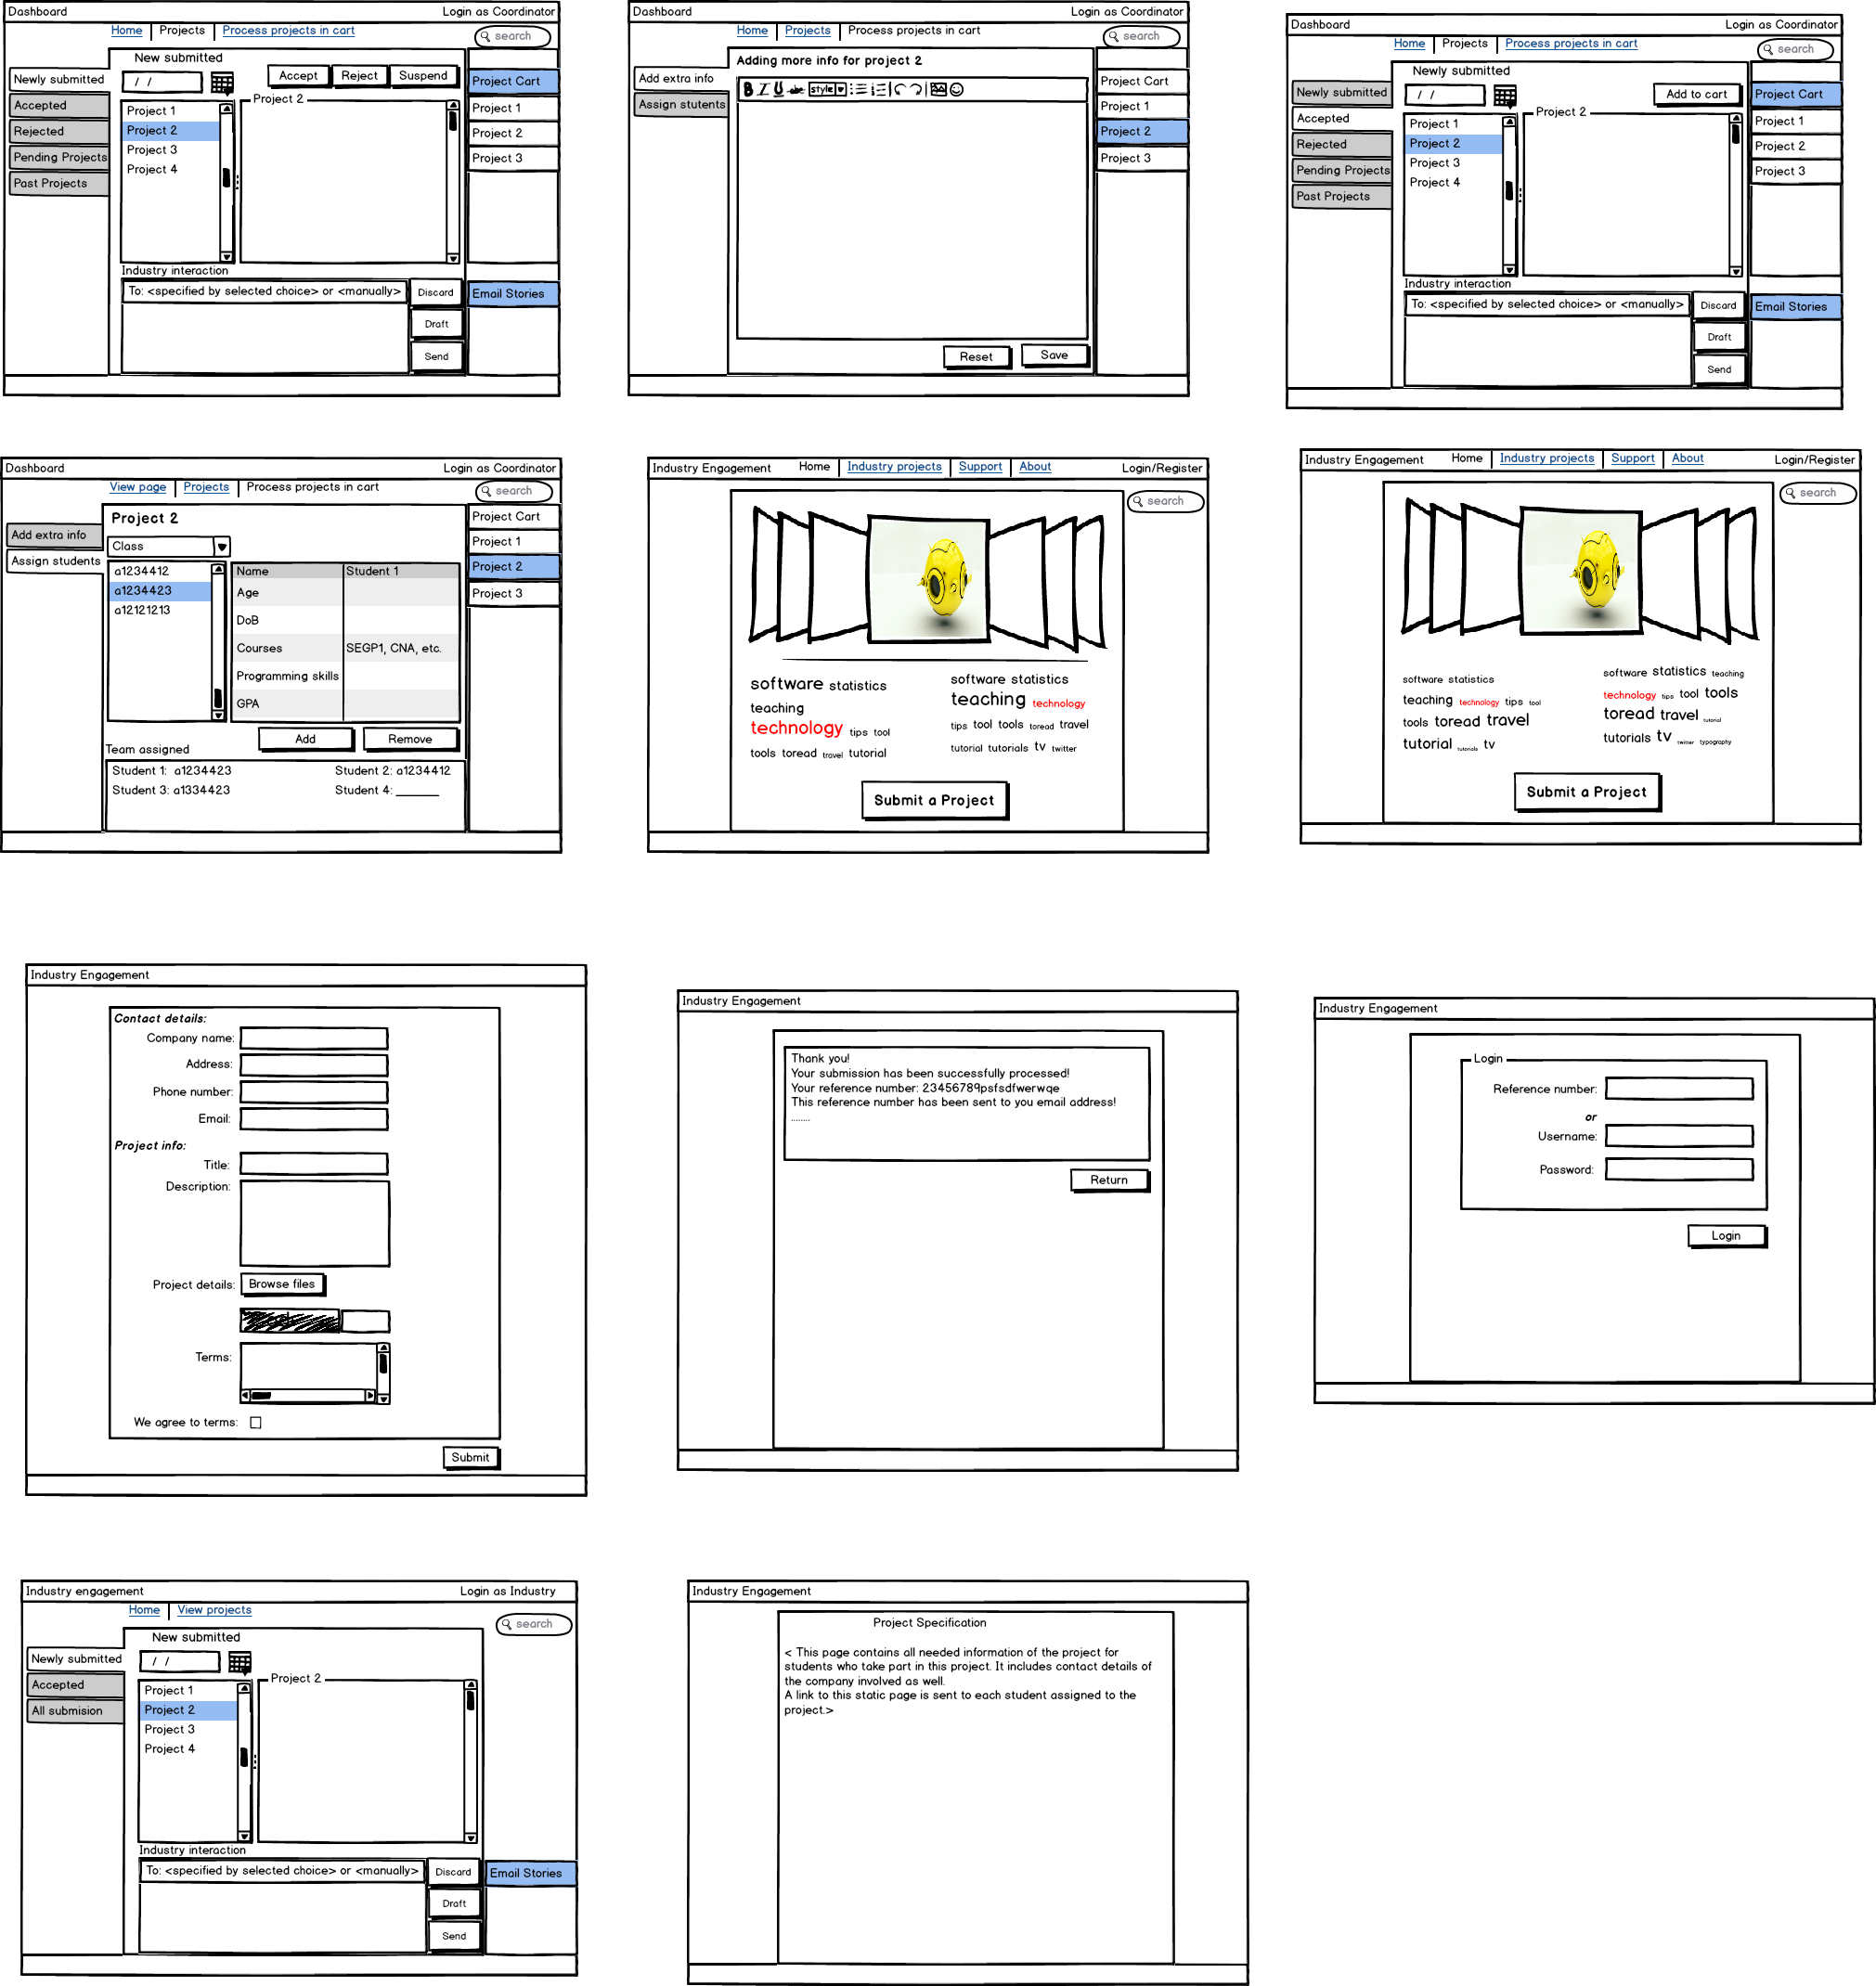 Dashboard Login as Coordinator
Home Projects Process projects in cart
search
New submitted
Newly submitted
Accepted
Rejected
Pending Projects
Past Projects
/ /
Accept Reject Suspend
Project 1
Project 2
Project 3
Project 4
Project 2
Project Cart
Project 1
Project 2
Project 3
Industry interaction
To: <specified by selected choice> or <manually>
Discard
Draft
Send
Email Stories
Dashboard Login as Coordinator
Home Projects Process projects in cart
search
Add extra info
Assign stutents
Adding more info for project 2
B I U abc style
Project Cart
Project 1
Project 2
Project 3
Reset Save
Dashboard Login as Coordinator
Home Projects Process projects in cart
search
Newly submitted
Newly submitted
Accepted
Rejected
Pending Projects
Past Projects
/ /
Add to cart
Project 1
Project 2
Project 3
Project 4
Project 2
Project Cart
Project 1
Project 2
Project 3
Industry interaction
To: <specified by selected choice> or <manually>
Discard
Draft
Send
Email Stories
Dashboard Login as Coordinator
View page Projects Process projects in cart
search
Add extra info
Assign students
Project 2
Class
a1234412
a1234423
a12121213
Name Student 1
Age
DoB
Courses SEGP1, CNA, etc.
Programming skills
GPA
Add Remove
Team assigned
Student 1: a1234423 Student 2: a1234412
Student 3: a1334423 Student 4: ______
Project Cart
Project 1
Project 2
Project 3
Industry Engagement Home Industry projects Support About Login/Register
search
software statistics
teaching
technology tips tool
tools toread travel tutorial
software statistics
teaching technology
tips tool tools toread travel
tutorial tutorials tv twitter
Submit a Project
Industry Engagement Home Industry projects Support About Login/Register
search
software statistics
teaching technology tips tool
tools toread travel
tutorial tutorials tv
software statistics teaching
technology tips tool tools
toread travel tutorial
tutorials tv twitter typography
Submit a Project
Industry Engagement
Contact details:
Company name:
Address:
Phone number:
Email:
Project info:
Title:
Description:
Project details: Browse files
Terms:
We agree to terms:
Submit
Industry Engagement
Thank you!
Your submission has been successfully processed!
Your reference number: 23456789psfsdfwerwqe
This reference number has been sent to you email address!
........
Return
Industry Engagement
Login
Reference number:
or
Username:
Password:
Login
Industry engagement Login as Industry
Home View projects
search
New submitted
Newly submitted
Accepted
All submision
/ /
Project 1
Project 2
Project 3
Project 4
Project 2
Industry interaction
To: <specified by selected choice> or <manually>
Discard
Draft
Send
Email Stories
Industry Engagement
Project Specification
< This page contains all needed information of the project for
students who take part in this project. It includes contact details of
the company involved as well.
A link to this static page is sent to each student assigned to the
project.>